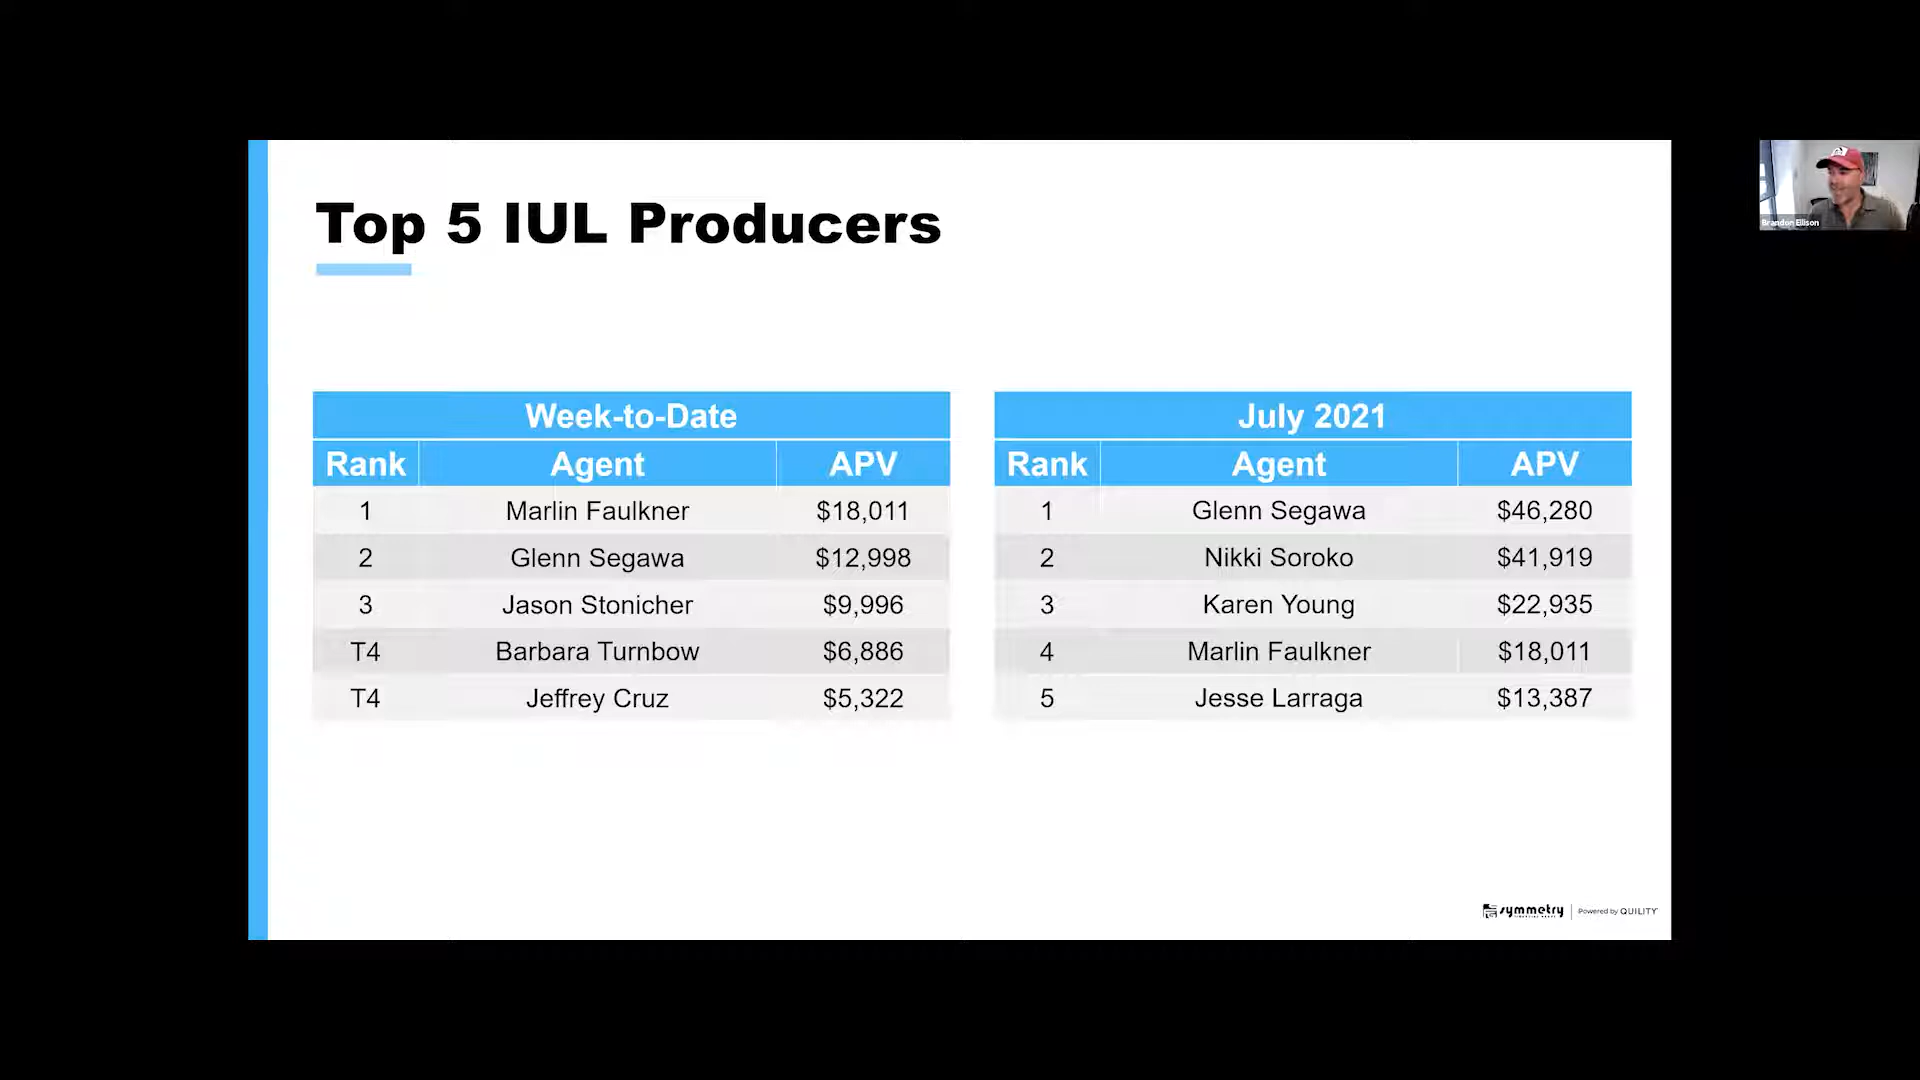 Top 5 IUL Producers
Brandon Ellison
Week-to-Date
Rank Agent APV
1 Marlin Faulkner $18,011
2 Glenn Segawa $12,998
3 Jason Stonicher $9,996
T4 Barbara Turnbow $6,886
T4 Jeffrey Cruz $5,322
July 2021
Rank Agent APV
1 Glenn Segawa $46,280
2 Nikki Soroko $41,919
3 Karen Young $22,935
4 Marlin Faulkner $18,011
5 Jesse Larraga $13,387
symmetry
Powered by QUILITY